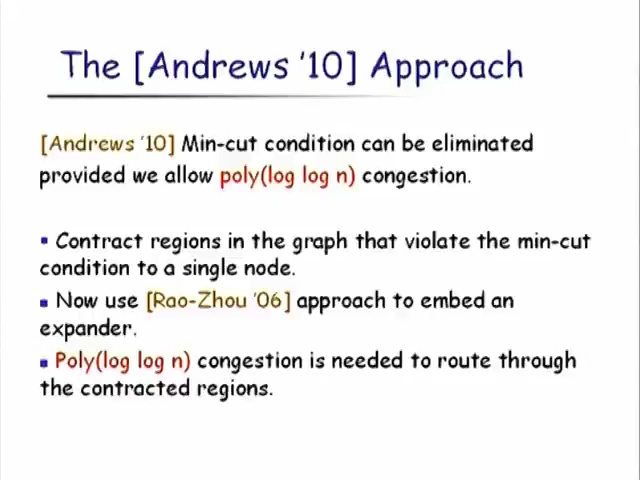 The [Andrews '10] Approach
[Andrews '10] Min-cut condition can be eliminated
provided we allow poly(log log n) congestion.
▪ Contract regions in the graph that violate the min-cut
condition to a single node.
▪ Now use [Rao-Zhou '06] approach to embed an
expander.
▪ Poly(log log n) congestion is needed to route through
the contracted regions.